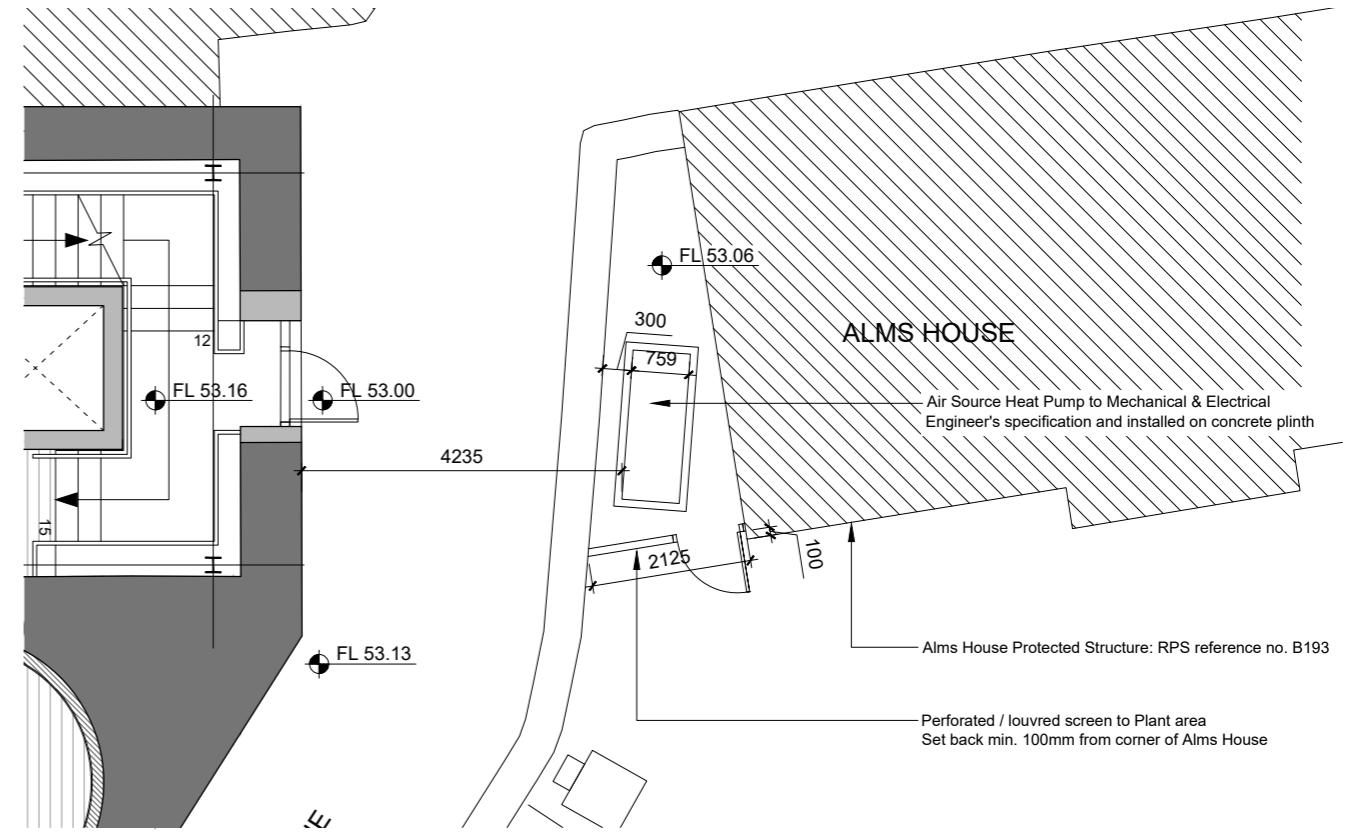 FL 53.06
300
759
ALMS HOUSE
12
FL 53.16
FL 53.00
Air Source Heat Pump to Mechanical & Electrical
Engineer's specification and installed on concrete plinth
4235
15
2125
100
FL 53.13
Alms House Protected Structure: RPS reference no. B193
Perforated / louvred screen to Plant area
Set back min. 100mm from corner of Alms House